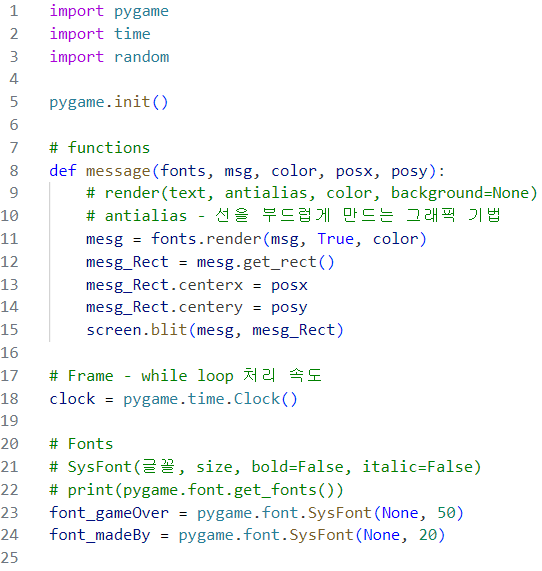 1 import pygame
2 import time
3 import random
4
5 pygame.init()
6
7 # functions
8 def message(fonts, msg, color, posx, posy):
9     # render(text, antialias, color, background=None)
10     # antialias - 선을 부드럽게 만드는 그래픽 기법
11     mesg = fonts.render(msg, True, color)
12     mesg_Rect = mesg.get_rect()
13     mesg_Rect.centerx = posx
14     mesg_Rect.centery = posy
15     screen.blit(mesg, mesg_Rect)
16
17 # Frame - while loop 처리 속도
18 clock = pygame.time.Clock()
19
20 # Fonts
21 # SysFont(글꼴, size, bold=False, italic=False)
22 # print(pygame.font.get_fonts())
23 font_gameOver = pygame.font.SysFont(None, 50)
24 font_madeBy = pygame.font.SysFont(None, 20)
25